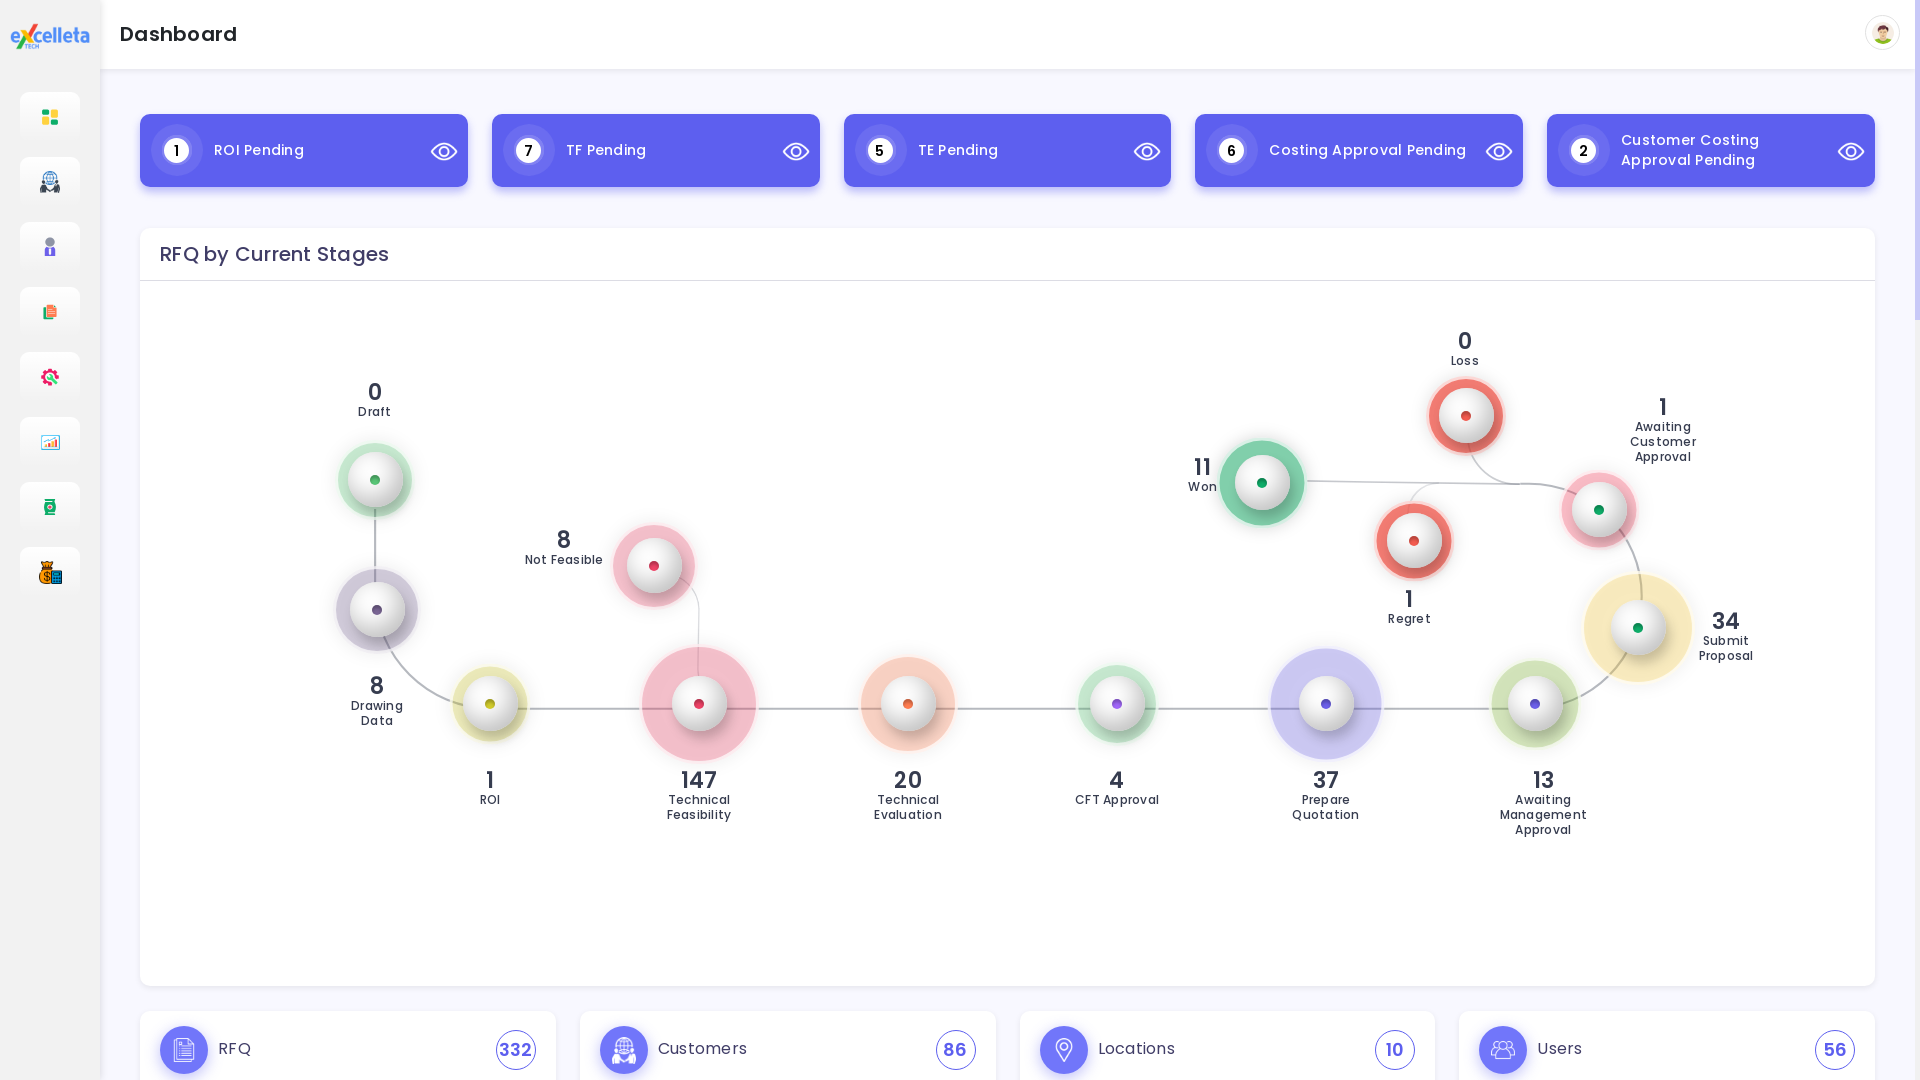 eXcelleta
TECH
Dashboard
1 ROI Pending
7 TF Pending
5 TE Pending
6 Costing Approval Pending
2 Customer Costing
Approval Pending
RFQ by Current Stages
0
Draft
8
Drawing
Data
1
ROI
8
Not Feasible
147
Technical
Feasibility
20
Technical
Evaluation
4
CFT Approval
37
Prepare
Quotation
13
Awaiting
Management
Approval
34
Submit
Proposal
1
Awaiting
Customer
Approval
0
Loss
11
Won
1
Regret
RFQ 332
Customers 86
Locations 10
Users 56